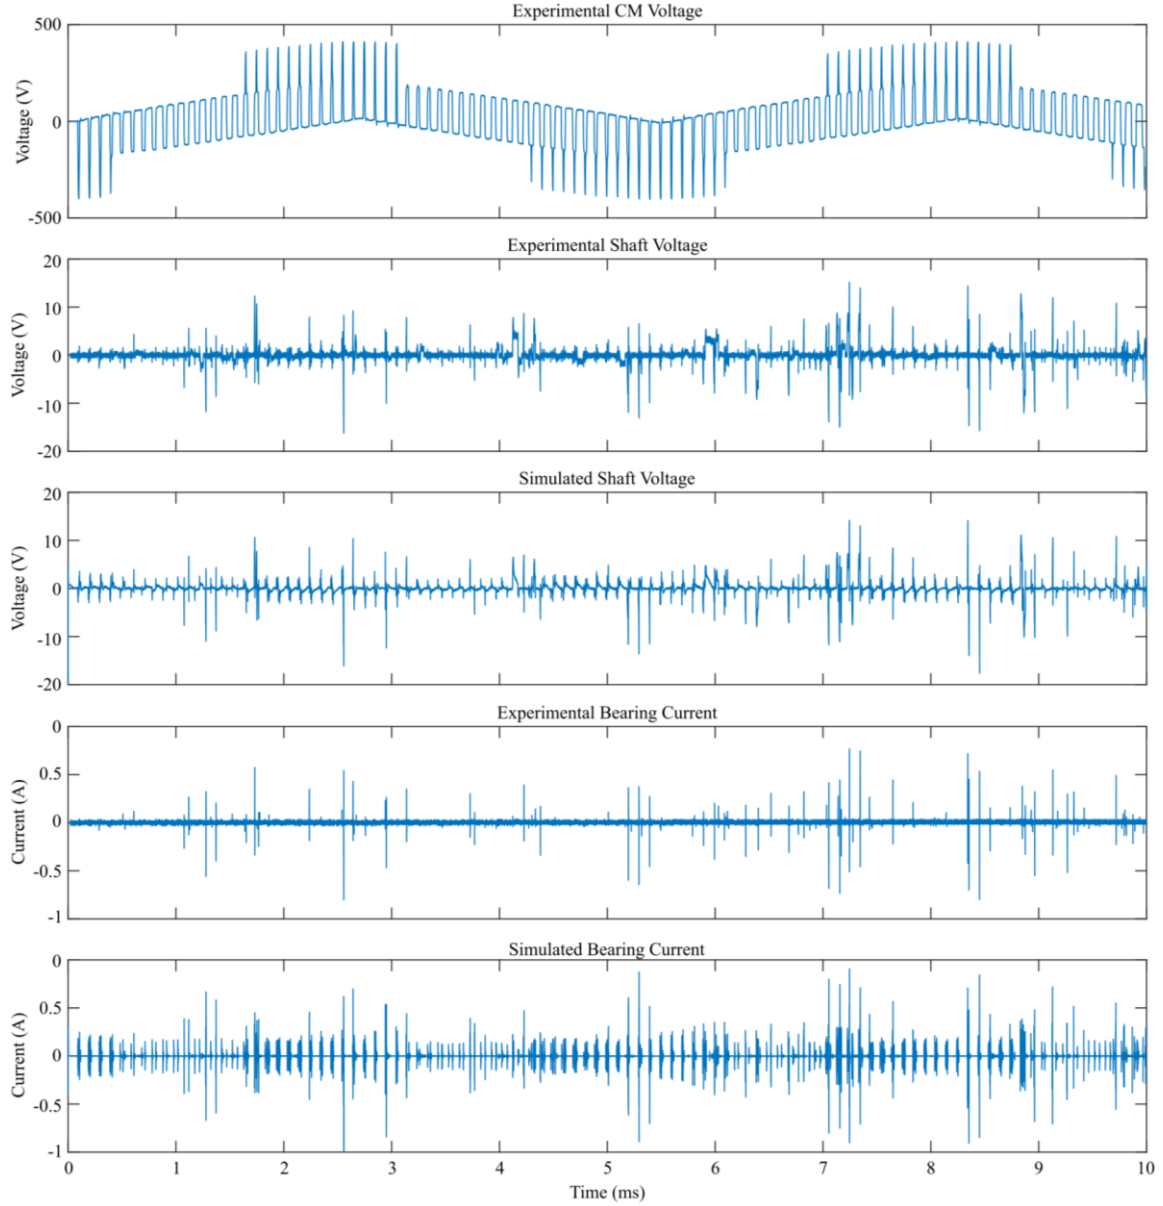 Experimental CM Voltage
500
0
-500
Voltage (V)
Experimental Shaft Voltage
20
10
0
-10
-20
Voltage (V)
Simulated Shaft Voltage
20
10
0
-10
-20
Voltage (V)
Experimental Bearing Current
0
0.5
0
-0.5
-1
Current (A)
Simulated Bearing Current
0
0.5
0
-0.5
-1
Current (A)
0 1 2 3 4 5 6 7 8 9 10
Time (ms)